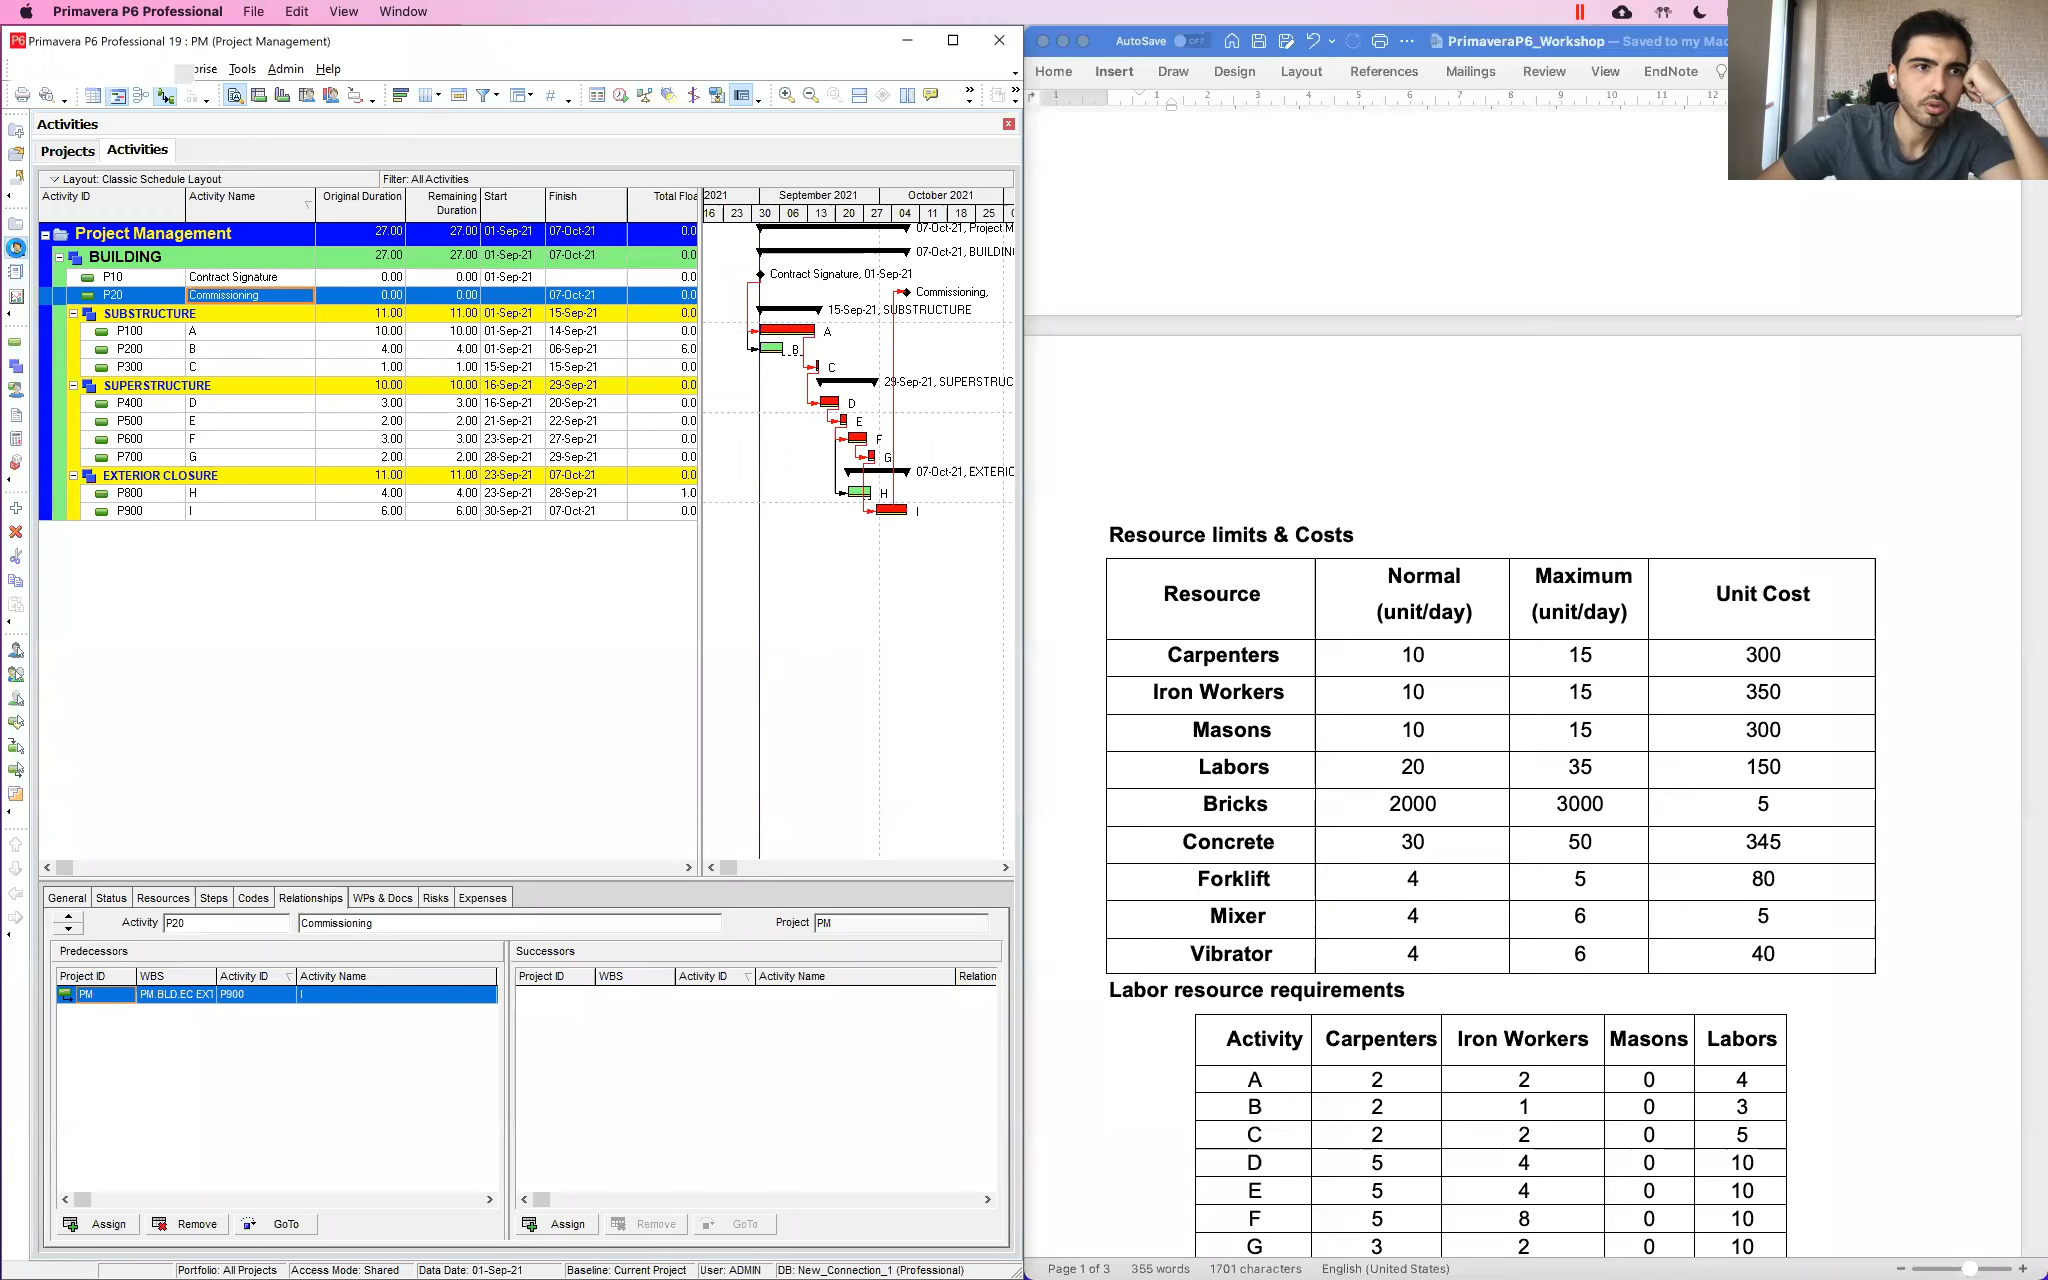 Primavera P6 Professional File Edit View Window
P6 Primavera P6 Professional 19 : PM (Project Management)
Tools Admin Help
Activities
Projects Activities
Layout: Classic Schedule Layout Filter: All Activities
Activity ID Activity Name Original Duration Remaining Duration Start Finish Total Floa
2021 September 2021 October 2021
16 23 30 06 13 20 27 04 11 18 25
Project Management 27.00 27.00 01-Sep-21 07-Oct-21 0.0 07-Oct-21, Project M
BUILDING 27.00 27.00 01-Sep-21 07-Oct-21 0.0 07-Oct-21, BUILDIN
P10 Contract Signature 0.00 0.00 01-Sep-21 0.0 Contract Signature, 01-Sep-21
P20 Commissioning 0.00 0.00 07-Oct-21 0.0 Commissioning,
SUBSTRUCTURE 11.00 11.00 01-Sep-21 15-Sep-21 0.0 15-Sep-21, SUBSTRUCTURE
P100 A 10.00 10.00 01-Sep-21 14-Sep-21 0.0 A
P200 B 4.00 4.00 01-Sep-21 06-Sep-21 6.0 B
P300 C 1.00 1.00 15-Sep-21 15-Sep-21 0.0 C
SUPERSTRUCTURE 10.00 10.00 16-Sep-21 29-Sep-21 0.0 29-Sep-21, SUPERSTRUC
P400 D 3.00 3.00 16-Sep-21 20-Sep-21 0.0 D
P500 E 2.00 2.00 21-Sep-21 22-Sep-21 0.0 E
P600 F 3.00 3.00 23-Sep-21 27-Sep-21 0.0 F
P700 G 2.00 2.00 28-Sep-21 29-Sep-21 0.0 G
EXTERIOR CLOSURE 11.00 11.00 23-Sep-21 07-Oct-21 0.0 07-Oct-21, EXTERIC
P800 H 4.00 4.00 23-Sep-21 28-Sep-21 1.0 H
P900 I 6.00 6.00 30-Sep-21 07-Oct-21 0.0 I
General Status Resources Steps Codes Relationships WPs & Docs Risks Expenses
Activity P20 Commissioning Project PM
Predecessors Successors
Project ID WBS Activity ID Activity Name Project ID WBS Activity ID Activity Name Relation
PM PM.BLD.EC EXT P900 I
Assign Remove GoTo Assign Remove GoTo
Portfolio: All Projects Access Mode: Shared Data Date: 01-Sep-21 Baseline: Current Project User: ADMIN DB: New_Connection_1 (Professional)
AutoSave OFF PrimaveraP6_Workshop — Saved to my Mac
Home Insert Draw Design Layout References Mailings Review View EndNote
1 1 2 3 4 5 6 7 8 9 10 11 12
Resource limits & Costs
Resource Normal (unit/day) Maximum (unit/day) Unit Cost
Carpenters 10 15 300
Iron Workers 10 15 350
Masons 10 15 300
Labors 20 35 150
Bricks 2000 3000 5
Concrete 30 50 345
Forklift 4 5 80
Mixer 4 6 5
Vibrator 4 6 40
Labor resource requirements
Activity Carpenters Iron Workers Masons Labors
A 2 2 0 4
B 2 1 0 3
C 2 2 0 5
D 5 4 0 10
E 5 4 0 10
F 5 8 0 10
G 3 2 0 10
Page 1 of 3 355 words 1701 characters English (United States)